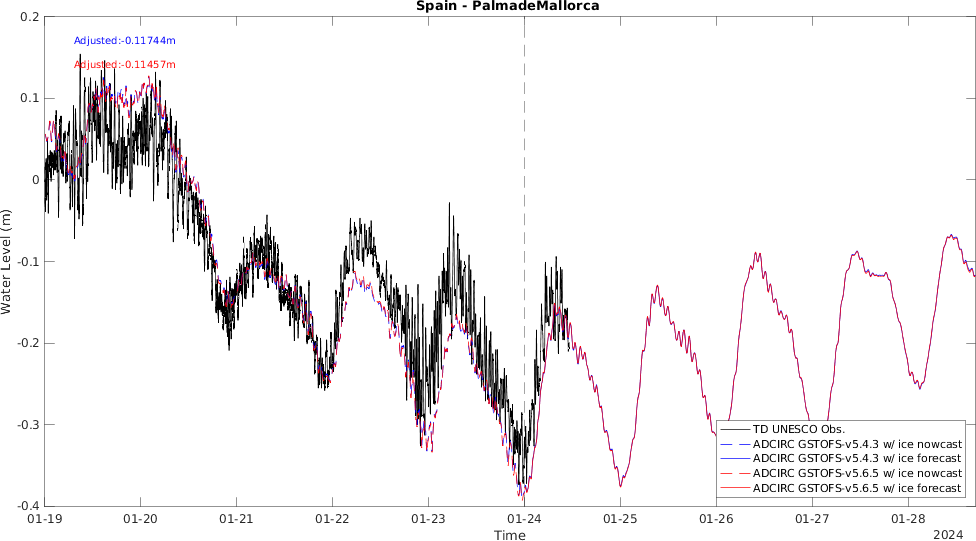 Spain - PalmadeMallorca
0.2
Adjusted:-0.11744m
Adjusted:-0.11457m
0.1
0
-0.1
-0.2
-0.3
-0.4
Water Level (m)
TD UNESCO Obs.
ADCIRC GSTOFS-v5.4.3 w/ ice nowcast
ADCIRC GSTOFS-v5.4.3 w/ ice forecast
ADCIRC GSTOFS-v5.6.5 w/ ice nowcast
ADCIRC GSTOFS-v5.6.5 w/ ice forecast
01-19 01-20 01-21 01-22 01-23 01-24 01-25 01-26 01-27 01-28
Time
2024